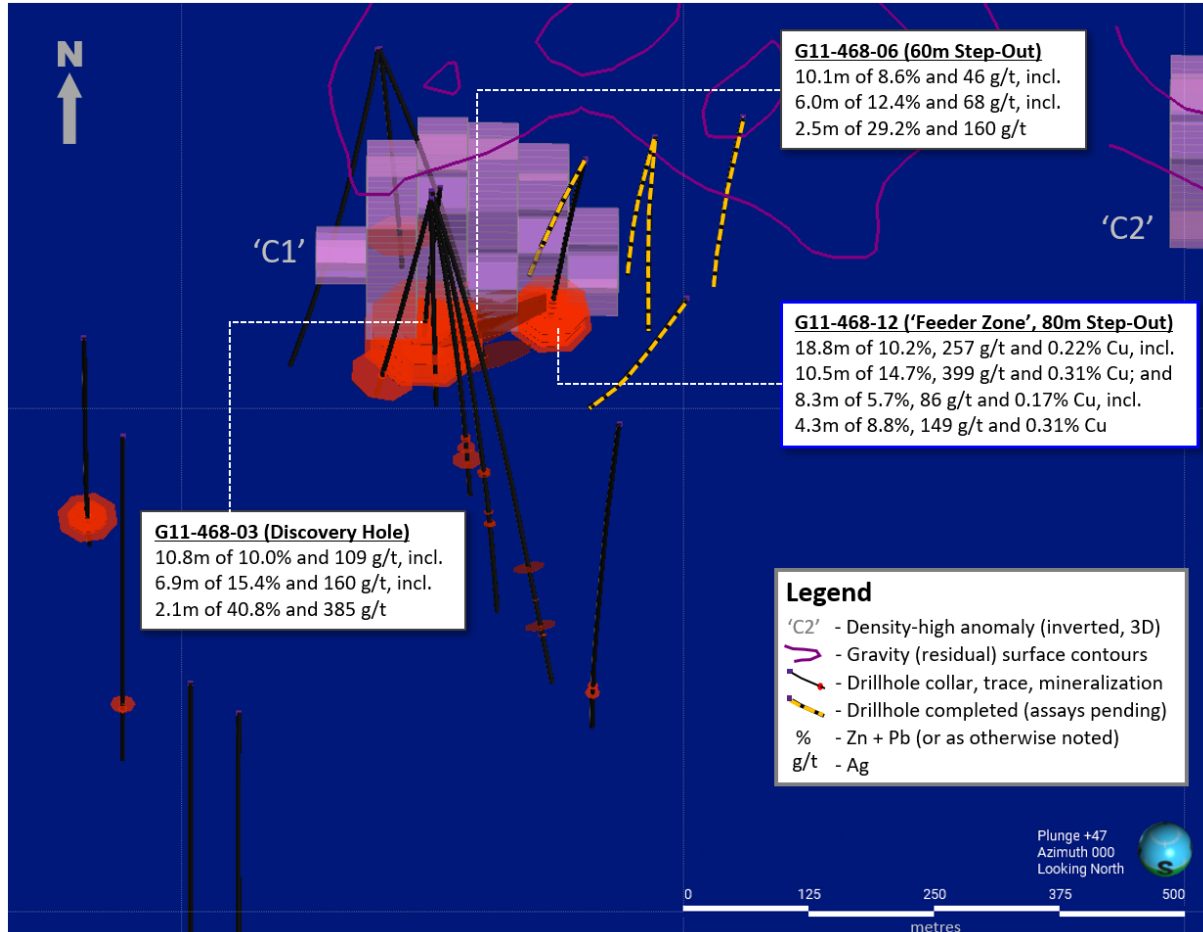 N
G11-468-06 (60m Step-Out)
10.1m of 8.6% and 46 g/t, incl.
6.0m of 12.4% and 68 g/t, incl.
2.5m of 29.2% and 160 g/t
'C1'
'C2'
G11-468-12 ('Feeder Zone', 80m Step-Out)
18.8m of 10.2%, 257 g/t and 0.22% Cu, incl.
10.5m of 14.7%, 399 g/t and 0.31% Cu; and
8.3m of 5.7%, 86 g/t and 0.17% Cu, incl.
4.3m of 8.8%, 149 g/t and 0.31% Cu
G11-468-03 (Discovery Hole)
10.8m of 10.0% and 109 g/t, incl.
6.9m of 15.4% and 160 g/t, incl.
2.1m of 40.8% and 385 g/t
Legend
'C2' - Density-high anomaly (inverted, 3D)
- Gravity (residual) surface contours
- Drillhole collar, trace, mineralization
- Drillhole completed (assays pending)
% - Zn + Pb (or as otherwise noted)
g/t - Ag
Plunge +47
Azimuth 000
Looking North
S
0 125 250 375 500
metres